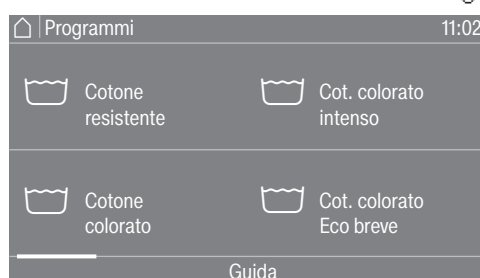 Programmi 11:02
Cotone
resistente
Cot. colorato
intenso
Cotone
colorato
Cot. colorato
Eco breve
Guida